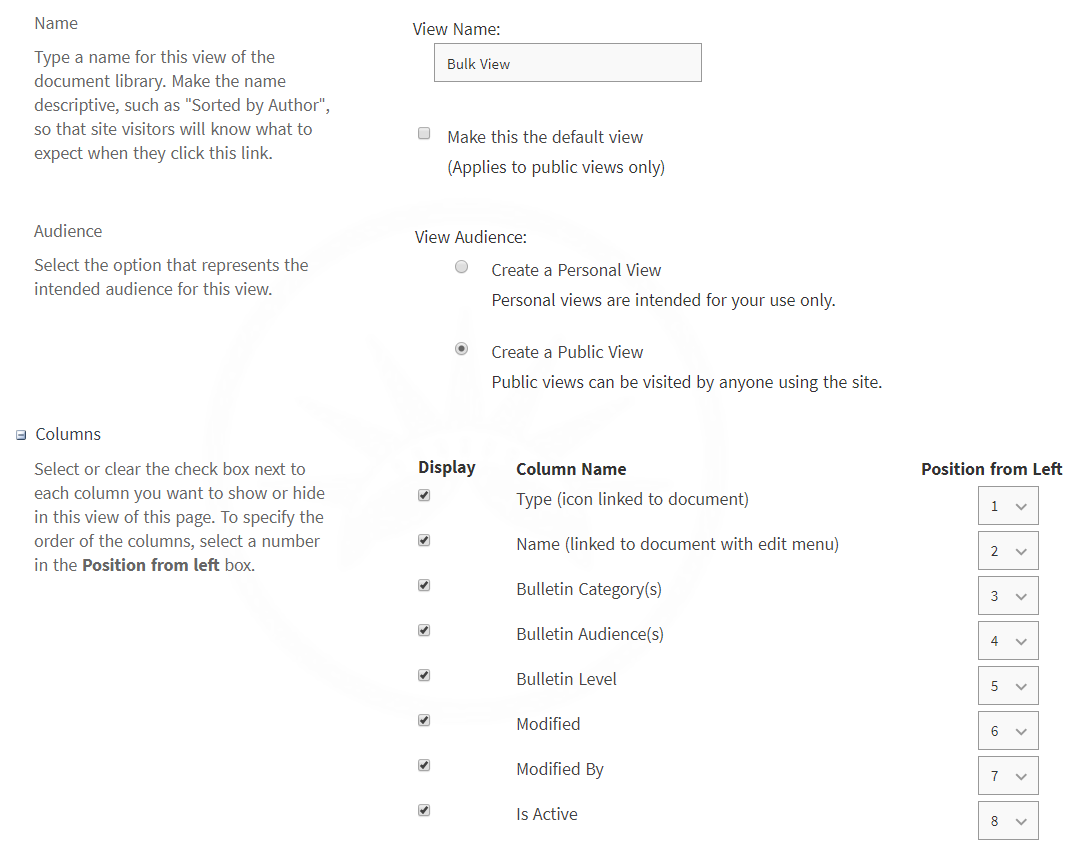 Name
Type a name for this view of the
document library. Make the name
descriptive, such as "Sorted by Author",
so that site visitors will know what to
expect when they click this link.
View Name:
Bulk View
Make this the default view
(Applies to public views only)
Audience
Select the option that represents the
intended audience for this view.
View Audience:
Create a Personal View
Personal views are intended for your use only.
Create a Public View
Public views can be visited by anyone using the site.
Columns
Select or clear the check box next to
each column you want to show or hide
in this view of this page. To specify the
order of the columns, select a number
in the Position from left box.
Display Column Name Position from Left
Type (icon linked to document) 1
Name (linked to document with edit menu) 2
Bulletin Category(s) 3
Bulletin Audience(s) 4
Bulletin Level 5
Modified 6
Modified By 7
Is Active 8